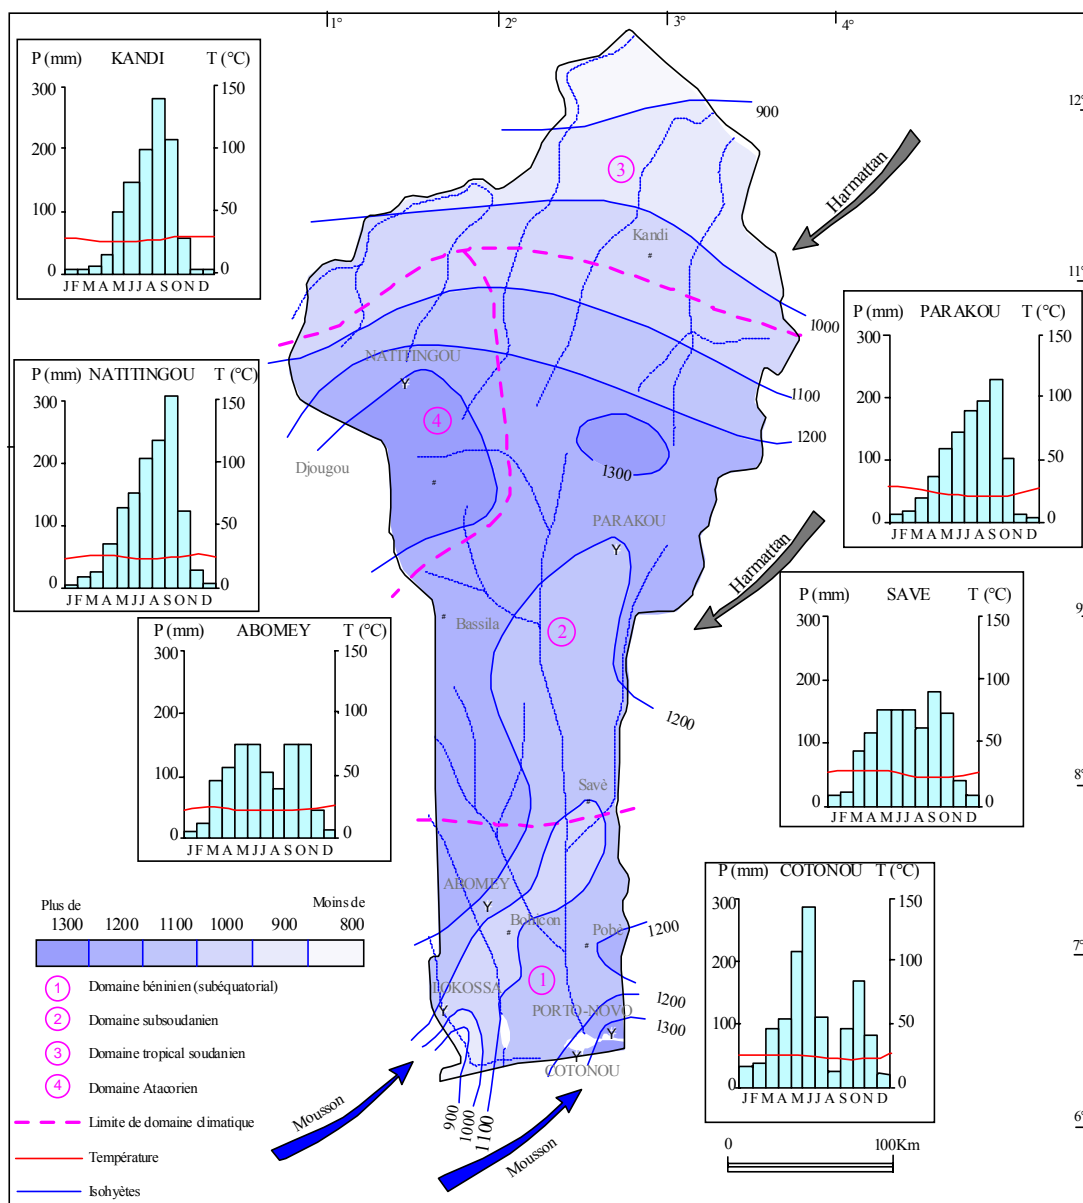 1° 2° 3° 4°
P (mm) KANDI T (°C)
300 150
200 100
100 50
0 0
J F M A M J J A S O N D
900
12°
Harmattan
3
Kandi
11°
1000
P (mm) PARAKOU T (°C)
300 150
200 100
100 50
0 0
J F M A M J J A S O N D
P (mm) NATITINGOU T (°C)
300 150
200 100
100 50
0 0
J F M A M J J A S O N D
NATITINGOU
Y
1100
4
1200
1300
Djougou
PARAKOU
Y
Harmattan
P (mm) SAVE T (°C)
300 150
200 100
100 50
0 0
J F M A M J J A S O N D
9
Bassila
2
P (mm) ABOMEY T (°C)
300 150
200 100
100 50
0 0
J F M A M J J A S O N D
1200
8°
Savè
P (mm) COTONOU T (°C)
300 150
200 100
100 50
0 0
J F M A M J J A S O N D
ABOMEY
Y
Bohicon
Pobè
1200
7°
1
LOKOSSA
Y
1200
PORTO-NOVO
Y
1300
Y
COTONOU
Mousson
900
1000
1100
Mousson
6°
0 100Km
Plus de Moins de
1300 1200 1100 1000 900 800
1 Domaine béninien (subéquatorial)
2 Domaine subsoudanien
3 Domaine tropical soudanien
4 Domaine Atacorien
Limite de domaine climatique
Température
Isohyètes